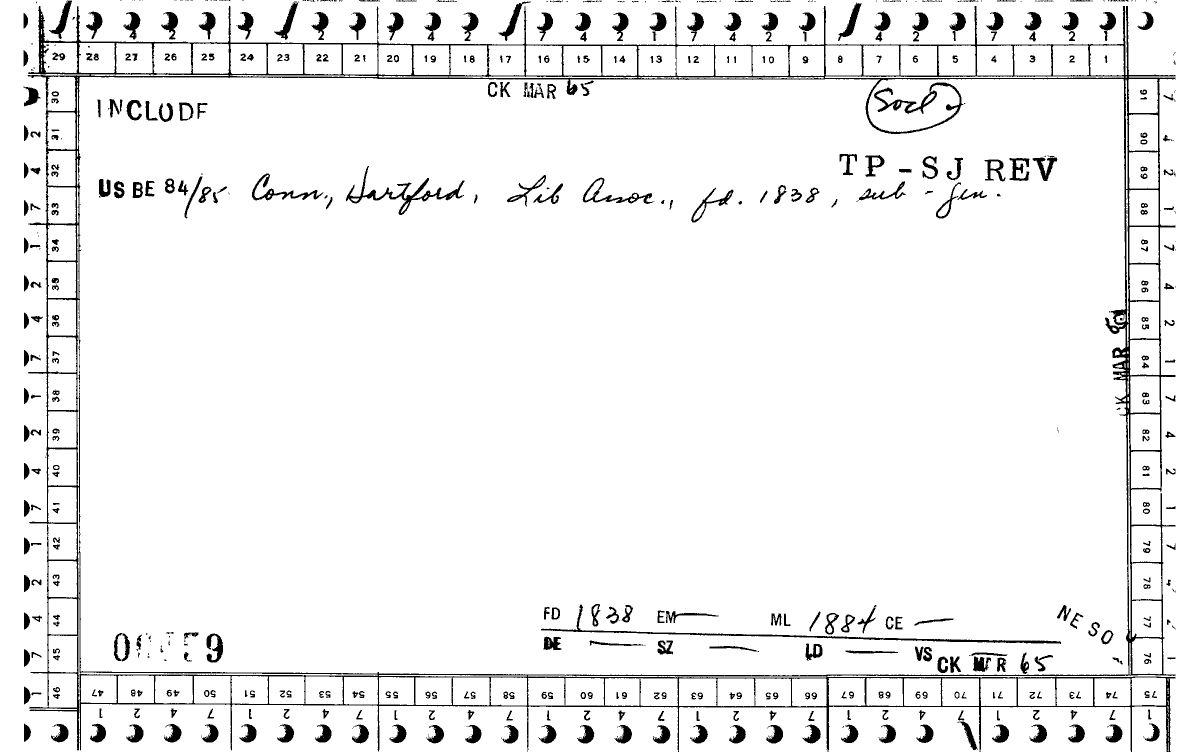 7 4 2 1 7 4 2 1 7 4 2 1 7 4 2 1 7 4 2 1 7 4 2 1 7 4 2 1
29 28 27 26 25 24 23 22 21 20 19 18 17 16 15 14 13 12 11 10 9 8 7 6 5 4 3 2 1
CK MAR 65
INCLUDE
Socl
TP-SJ REV
US BE 84/85 Conn., Hartford, Lib Assoc., fd. 1838, sub-gen.
30 31 32 33 34 35 36 37 38 39 40 41 42 43 44 45 46
91 90 89 88 87 86 85 84 83 82 81 80 79 78 77 76
CK MAR
FD 1838 EM — ML 1884 CE —
DE — SZ — LD — VS
CK MAR 65
NESO
47 48 49 50 51 52 53 54 55 56 57 58 59 60 61 62 63 64 65 66 67 68 69 70 71 72 73 74 75
1 2 4 7 1 2 4 7 1 2 4 7 1 2 4 7 1 2 4 7 1 2 4 7 1 2 4 7